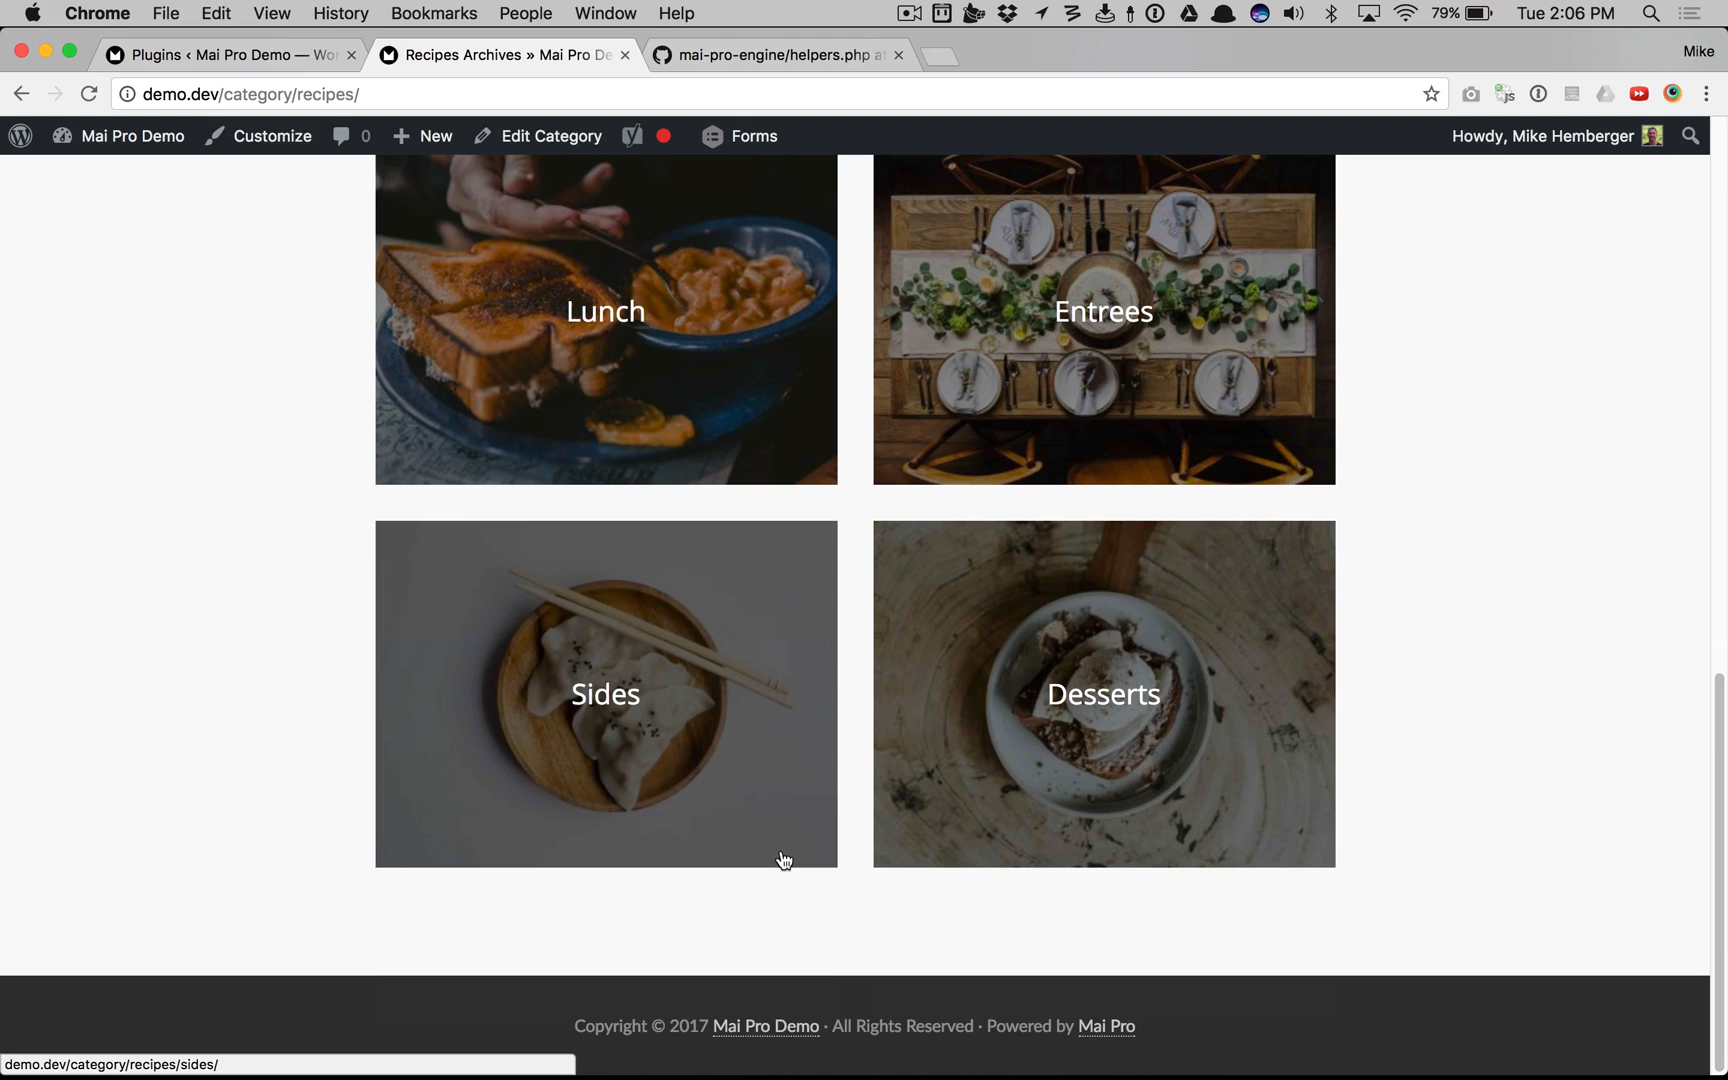 Chrome File Edit View History Bookmarks People Window Help 79% Tue 2:06 PM
Plugins ‹ Mai Pro Demo — Wor Recipes Archives » Mai Pro De mai-pro-engine/helpers.php at Mike
demo.dev/category/recipes/
Mai Pro Demo Customize 0 New Edit Category Forms Howdy, Mike Hemberger
Lunch
Entrees
Sides
Desserts
Copyright © 2017 Mai Pro Demo · All Rights Reserved · Powered by Mai Pro
demo.dev/category/recipes/sides/